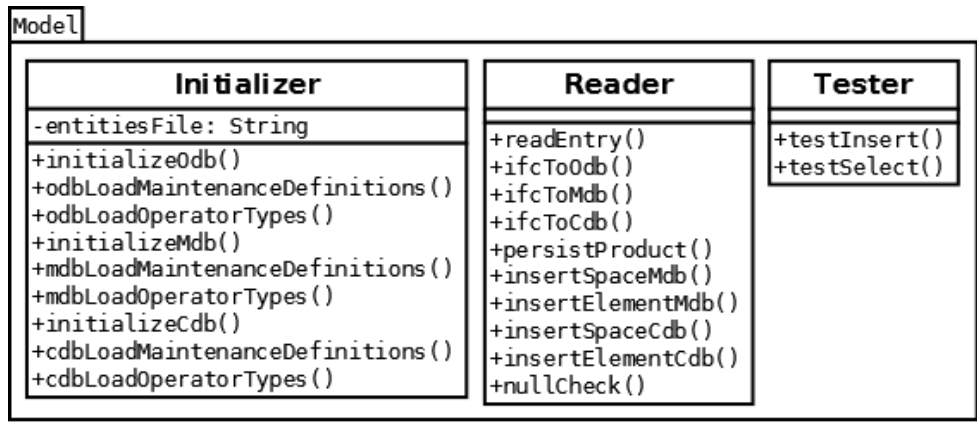 Model
Initializer
-entitiesFile: String
+initializeOdb()
+odbLoadMaintenanceDefinitions()
+odbLoadOperatorTypes()
+initializeMdb()
+mdbLoadMaintenanceDefinitions()
+mdbLoadOperatorTypes()
+initializeCdb()
+cdbLoadMaintenanceDefinitions()
+cdbLoadOperatorTypes()
Reader
+readEntry()
+ifcToOdb()
+ifcToMdb()
+ifcToCdb()
+persistProduct()
+insertSpaceMdb()
+insertElementMdb()
+insertSpaceCdb()
+insertElementCdb()
+nullCheck()
Tester
+testInsert()
+testSelect()